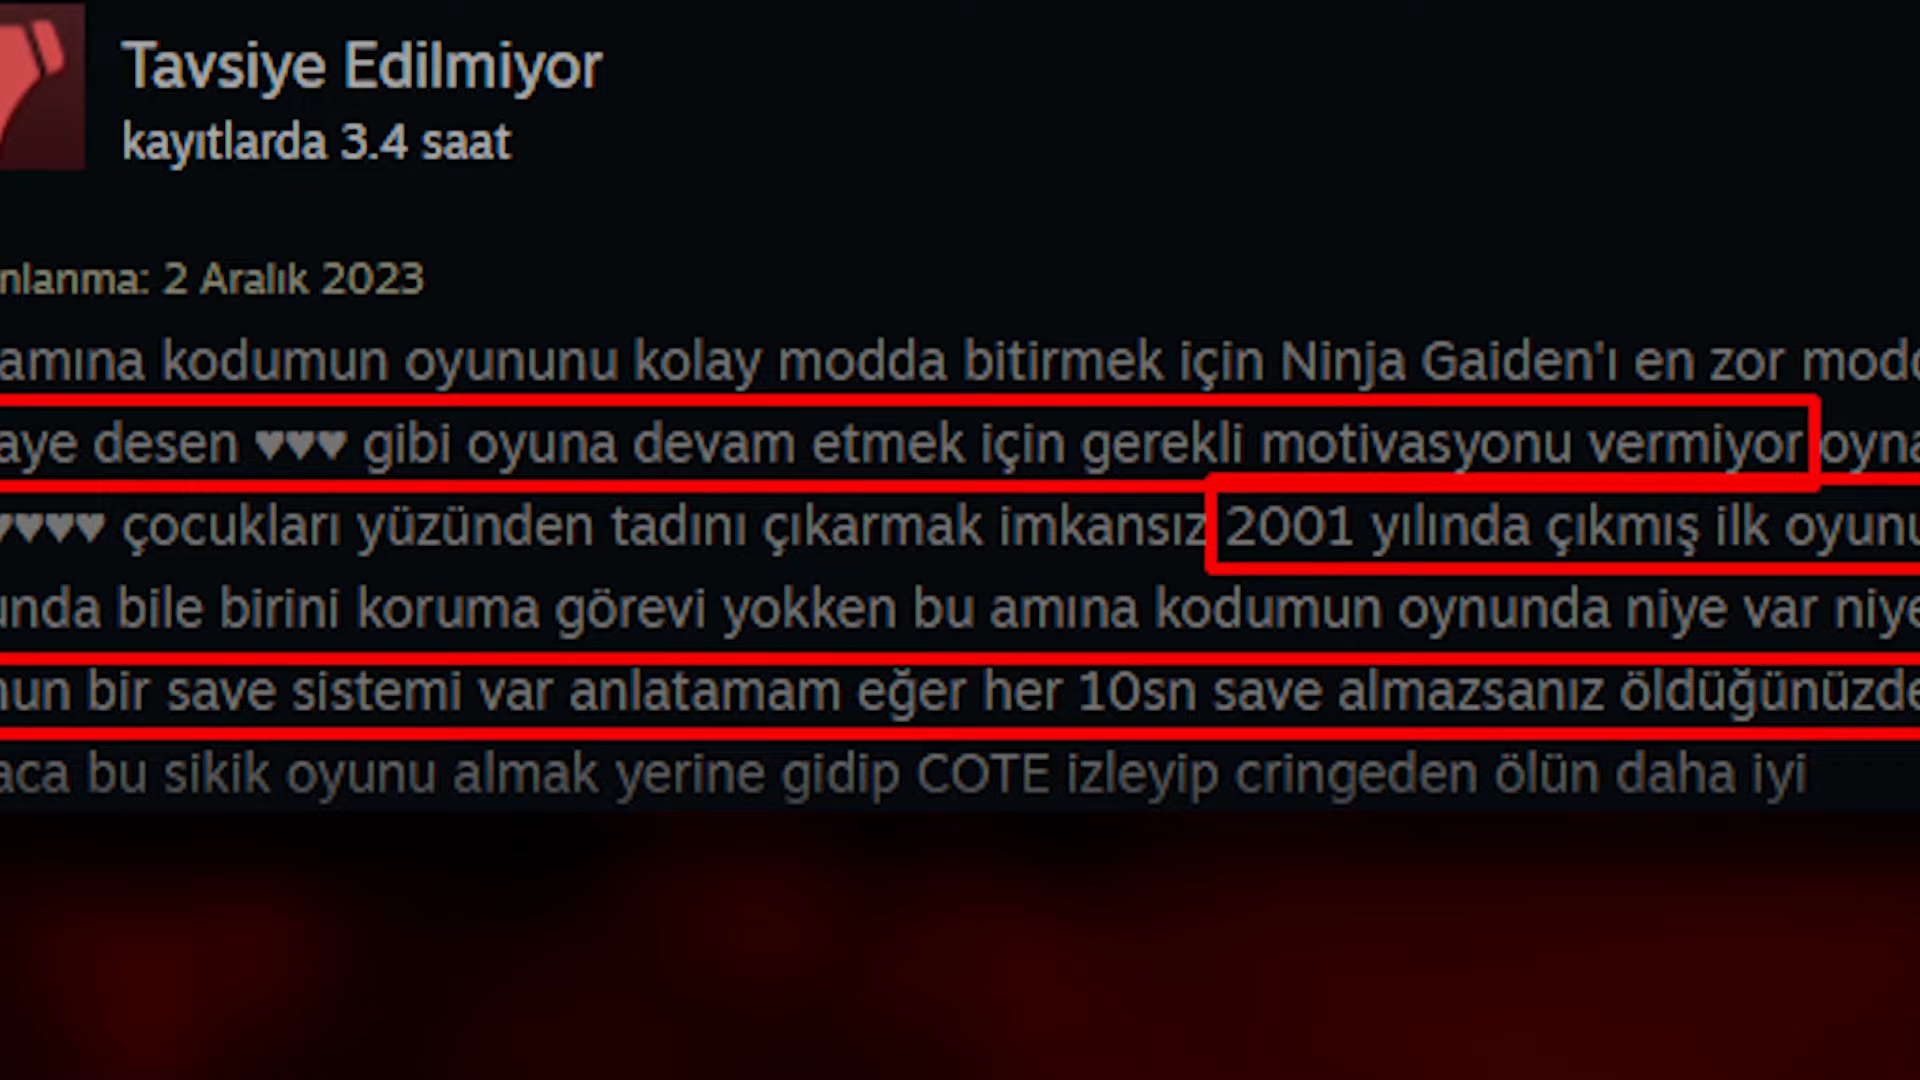 Tavsiye Edilmiyor
kayıtlarda 3.4 saat
nlanma: 2 Aralık 2023
amına kodumun oyununu kolay modda bitirmek için Ninja Gaiden'ı en zor modd
aye desen ♥♥♥ gibi oyuna devam etmek için gerekli motivasyonu vermiyor oyna
♥♥♥♥ çocukları yüzünden tadını çıkarmak imkansız 2001 yılında çıkmış ilk oyunu
unda bile birini koruma görevi yokken bu amına kodumun oynunda niye var niye
mun bir save sistemi var anlatamam eğer her 10sn save almazsanız öldüğünüzde
aca bu sikik oyunu almak yerine gidip COTE izleyip cringeden ölün daha iyi